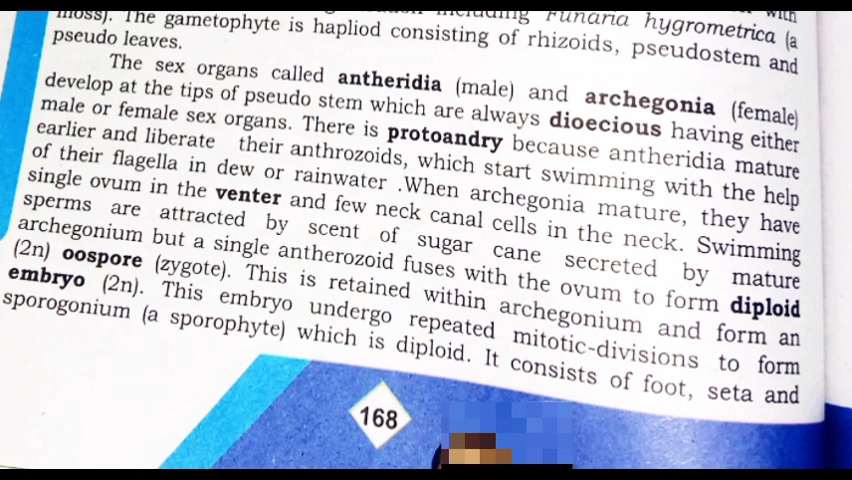 moss). The gametophyte is hapliod consisting of rhizoids, pseudostem and
pseudo leaves.
The sex organs called antheridia (male) and archegonia (female)
develop at the tips of pseudo stem which are always dioecious having either
male or female sex organs. There is protoandry because antheridia mature
earlier and liberate their anthrozoids, which start swimming with the help
of their flagella in dew or rainwater .When archegonia mature, they have
single ovum in the venter and few neck canal cells in the neck. Swimming
sperms are attracted by scent of sugar cane secreted by mature
archegonium but a single antherozoid fuses with the ovum to form diploid
(2n) oospore (zygote). This is retained within archegonium and form an
embryo (2n). This embryo undergo repeated mitotic-divisions to form
sporogonium (a sporophyte) which is diploid. It consists of foot, seta and
168
including Funaria hygrometrica (a
with